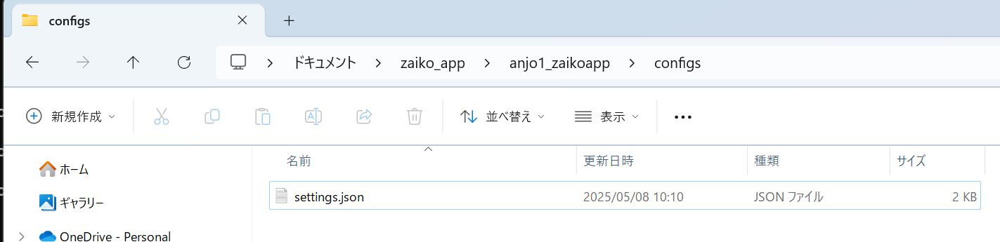 configs
ドキュメント zaiko_app anjo1_zaikoapp configs
新規作成 並べ替え 表示
名前 更新日時 種類 サイズ
ホーム
settings.json 2025/05/08 10:10 JSON ファイル 2 KB
ギャラリー
OneDrive - Personal